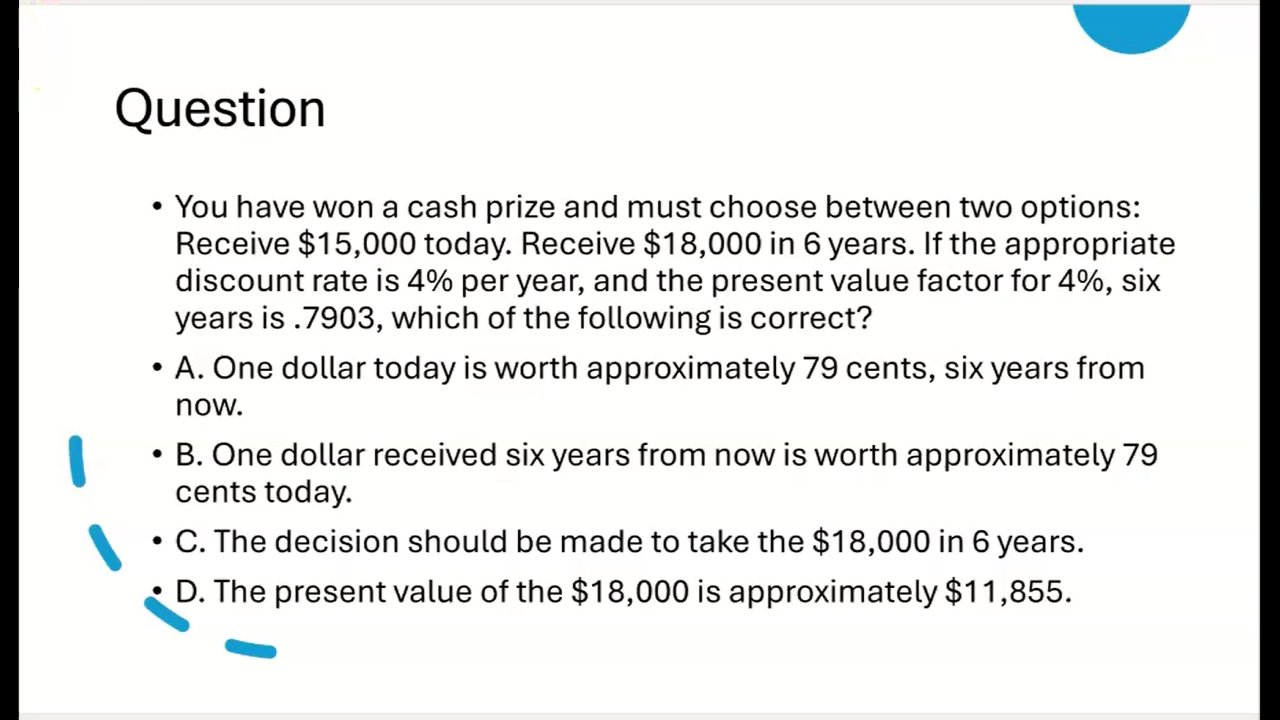 Question
• You have won a cash prize and must choose between two options:
Receive $15,000 today. Receive $18,000 in 6 years. If the appropriate
discount rate is 4% per year, and the present value factor for 4%, six
years is .7903, which of the following is correct?
• A. One dollar today is worth approximately 79 cents, six years from
now.
• B. One dollar received six years from now is worth approximately 79
cents today.
• C. The decision should be made to take the $18,000 in 6 years.
• D. The present value of the $18,000 is approximately $11,855.